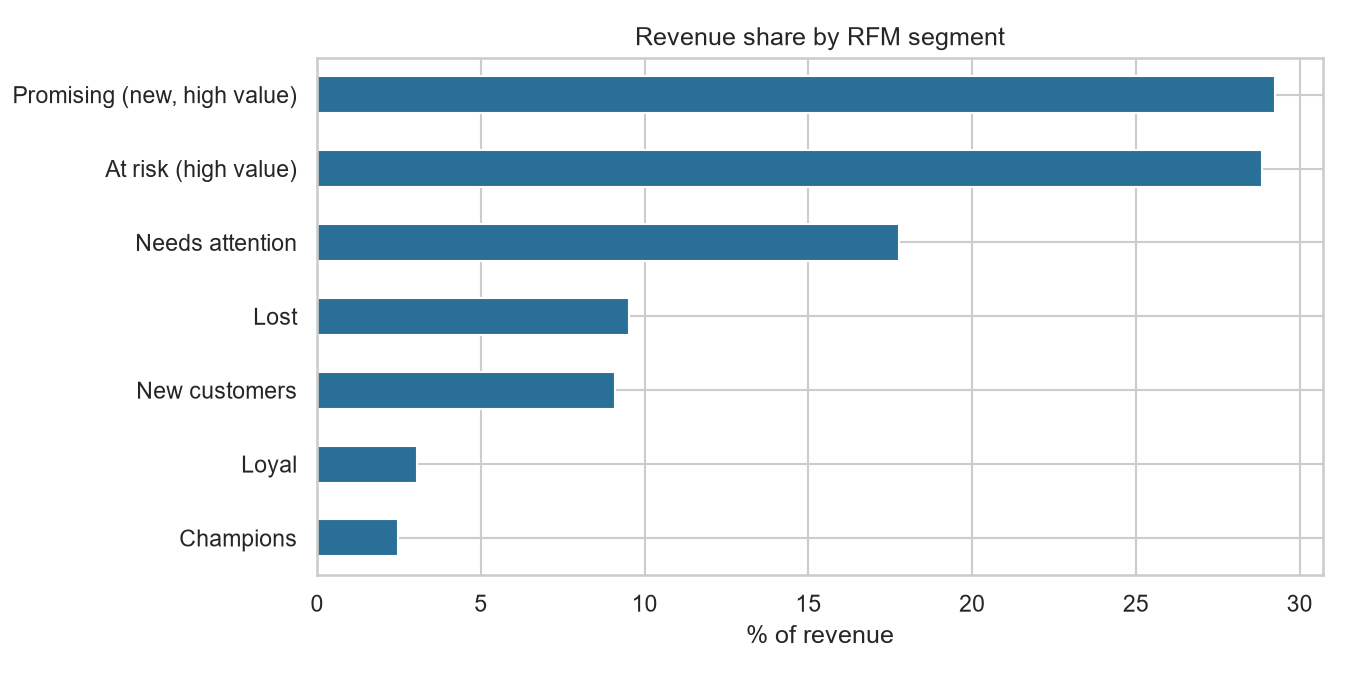 Revenue share by RFM segment
Promising (new, high value)
At risk (high value)
Needs attention
Lost
New customers
Loyal
Champions
0 5 10 15 20 25 30
% of revenue